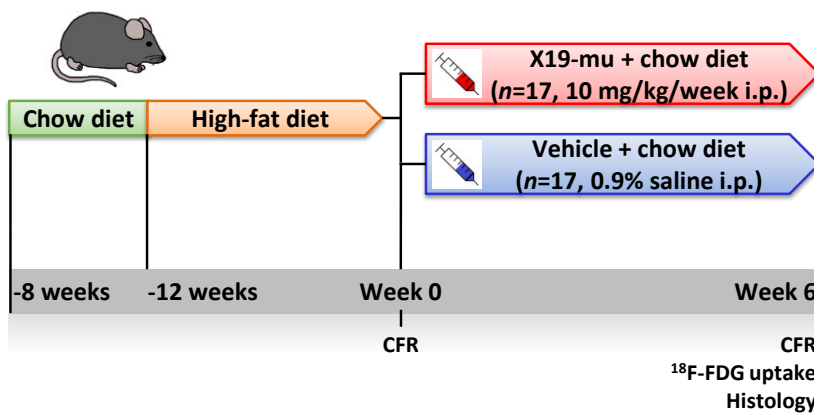 X19-mu + chow diet
(n=17, 10 mg/kg/week i.p.)
Chow diet
High-fat diet
Vehicle + chow diet
(n=17, 0.9% saline i.p.)
-8 weeks
-12 weeks
Week 0
Week 6
CFR
CFR
¹⁸F-FDG uptake
Histology